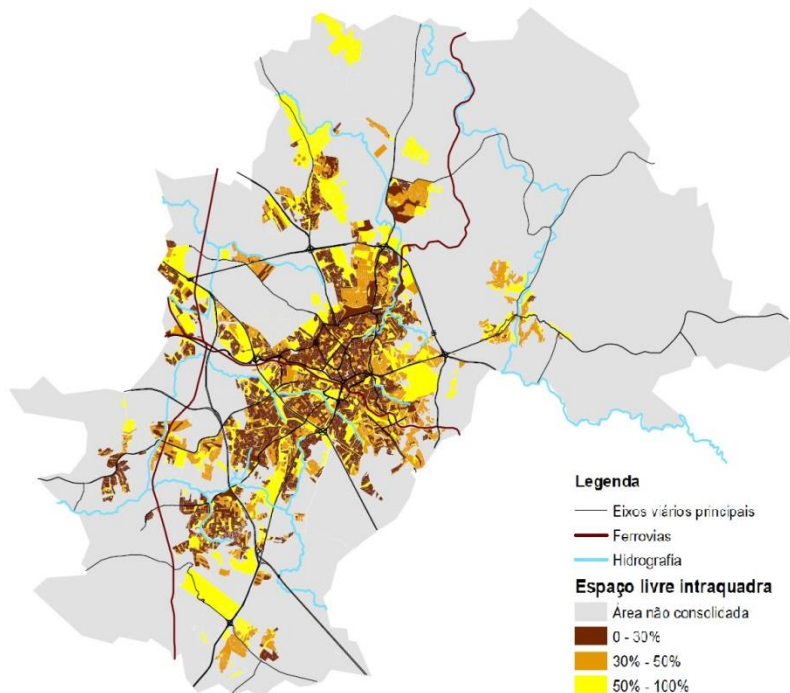 Legenda
Eixos viários principais
Ferrovias
Hidrografia
Espaço livre intraquadra
Área não consolidada
0 - 30%
30% - 50%
50% - 100%